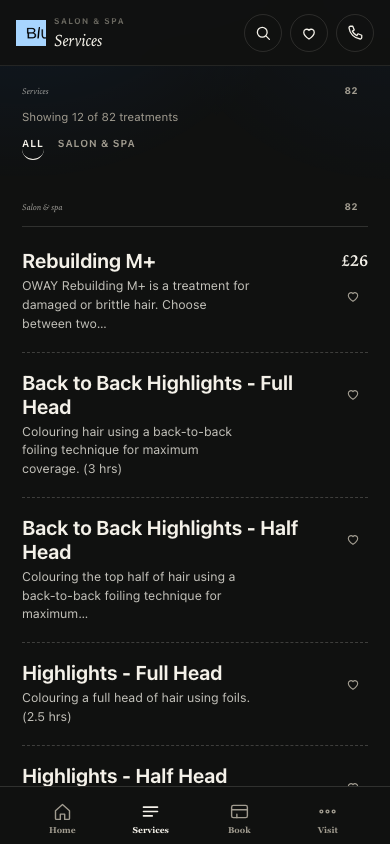 Blu
SALON & SPA
Services
Services
82
Showing 12 of 82 treatments
ALL
SALON & SPA
Salon & spa
82
Rebuilding M+
£26
OWAY Rebuilding M+ is a treatment for
damaged or brittle hair. Choose
between two...
Back to Back Highlights - Full
Head
Colouring hair using a back-to-back
foiling technique for maximum
coverage. (3 hrs)
Back to Back Highlights - Half
Head
Colouring the top half of hair using a
back-to-back foiling technique for
maximum...
Highlights - Full Head
Colouring a full head of hair using foils.
(2.5 hrs)
Highlights - Half Head
Home
Services
Book
Visit